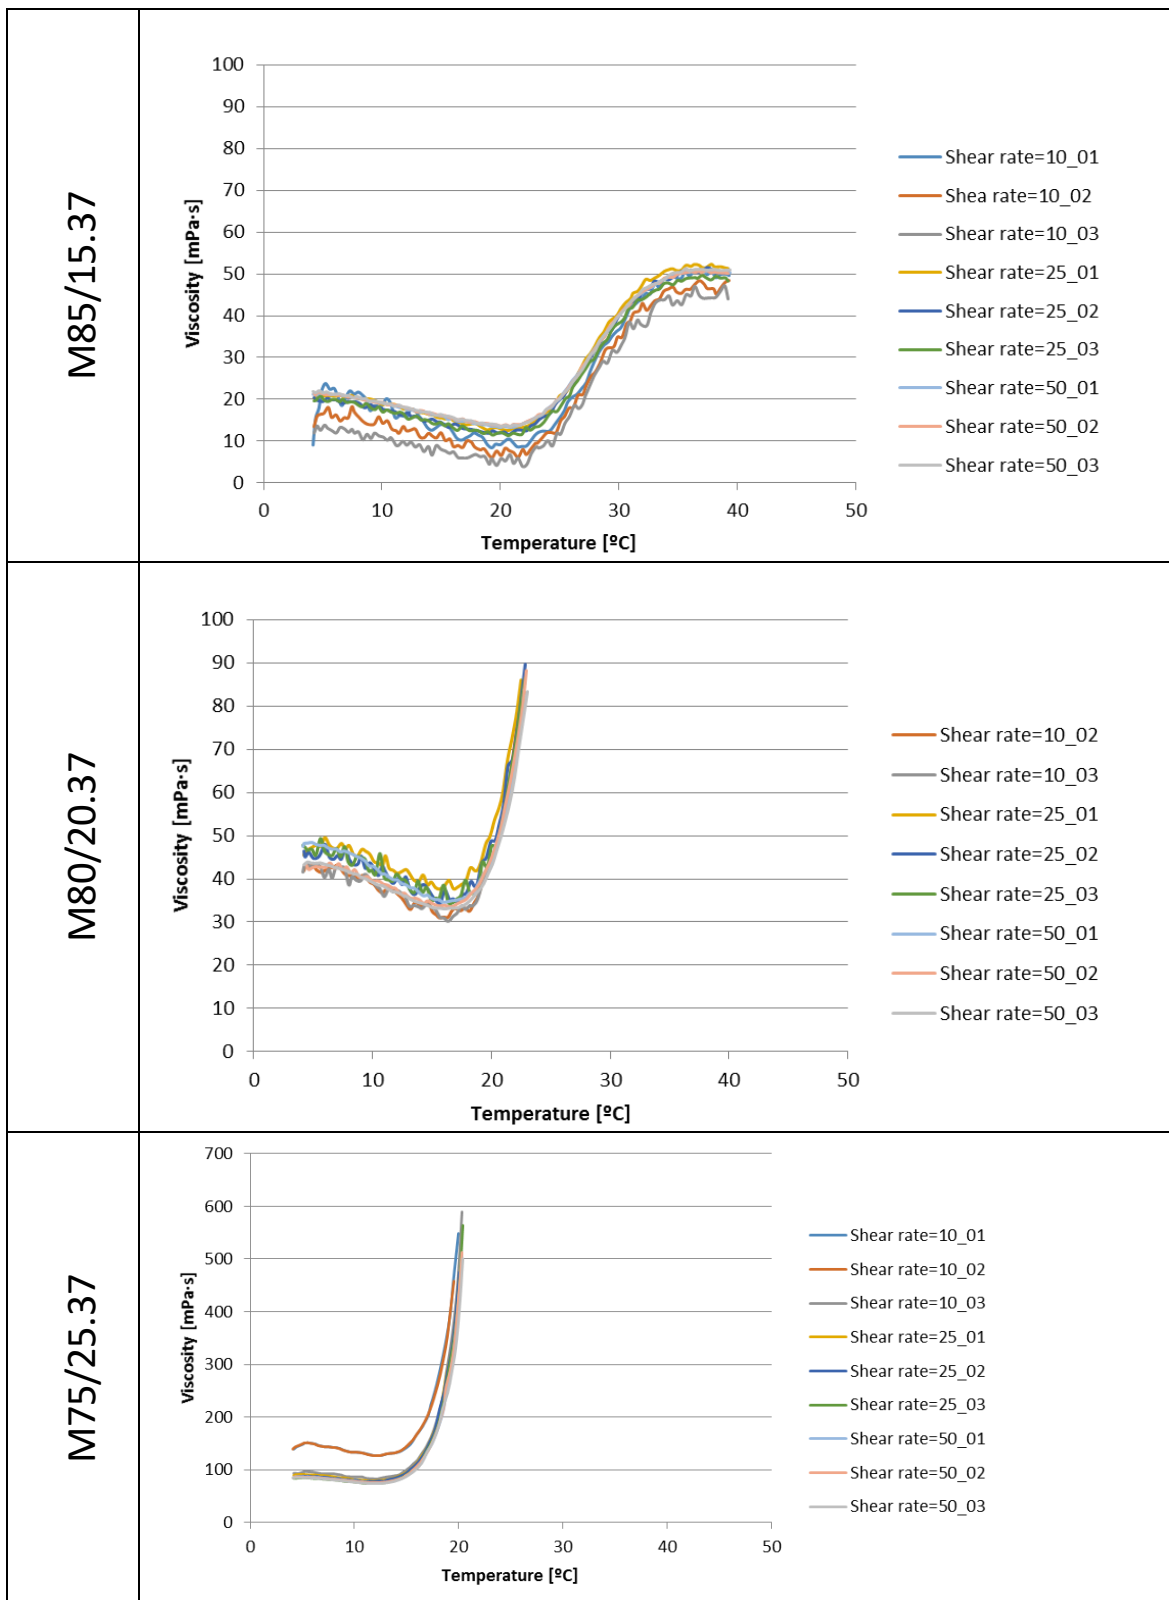 M85/15.37
100
90
80
70
60
50
40
30
20
10
0
0 10 20 30 40 50
Viscosity [mPa·s]
Temperature [ºC]
Shear rate=10_01
Shea rate=10_02
Shear rate=10_03
Shear rate=25_01
Shear rate=25_02
Shear rate=25_03
Shear rate=50_01
Shear rate=50_02
Shear rate=50_03
M80/20.37
100
90
80
70
60
50
40
30
20
10
0
0 10 20 30 40 50
Viscosity [mPa·s]
Temperature [ºC]
Shear rate=10_02
Shear rate=10_03
Shear rate=25_01
Shear rate=25_02
Shear rate=25_03
Shear rate=50_01
Shear rate=50_02
Shear rate=50_03
M75/25.37
700
600
500
400
300
200
100
0
0 10 20 30 40 50
Viscosity [mPa·s]
Temperature [ºC]
Shear rate=10_01
Shear rate=10_02
Shear rate=10_03
Shear rate=25_01
Shear rate=25_02
Shear rate=25_03
Shear rate=50_01
Shear rate=50_02
Shear rate=50_03